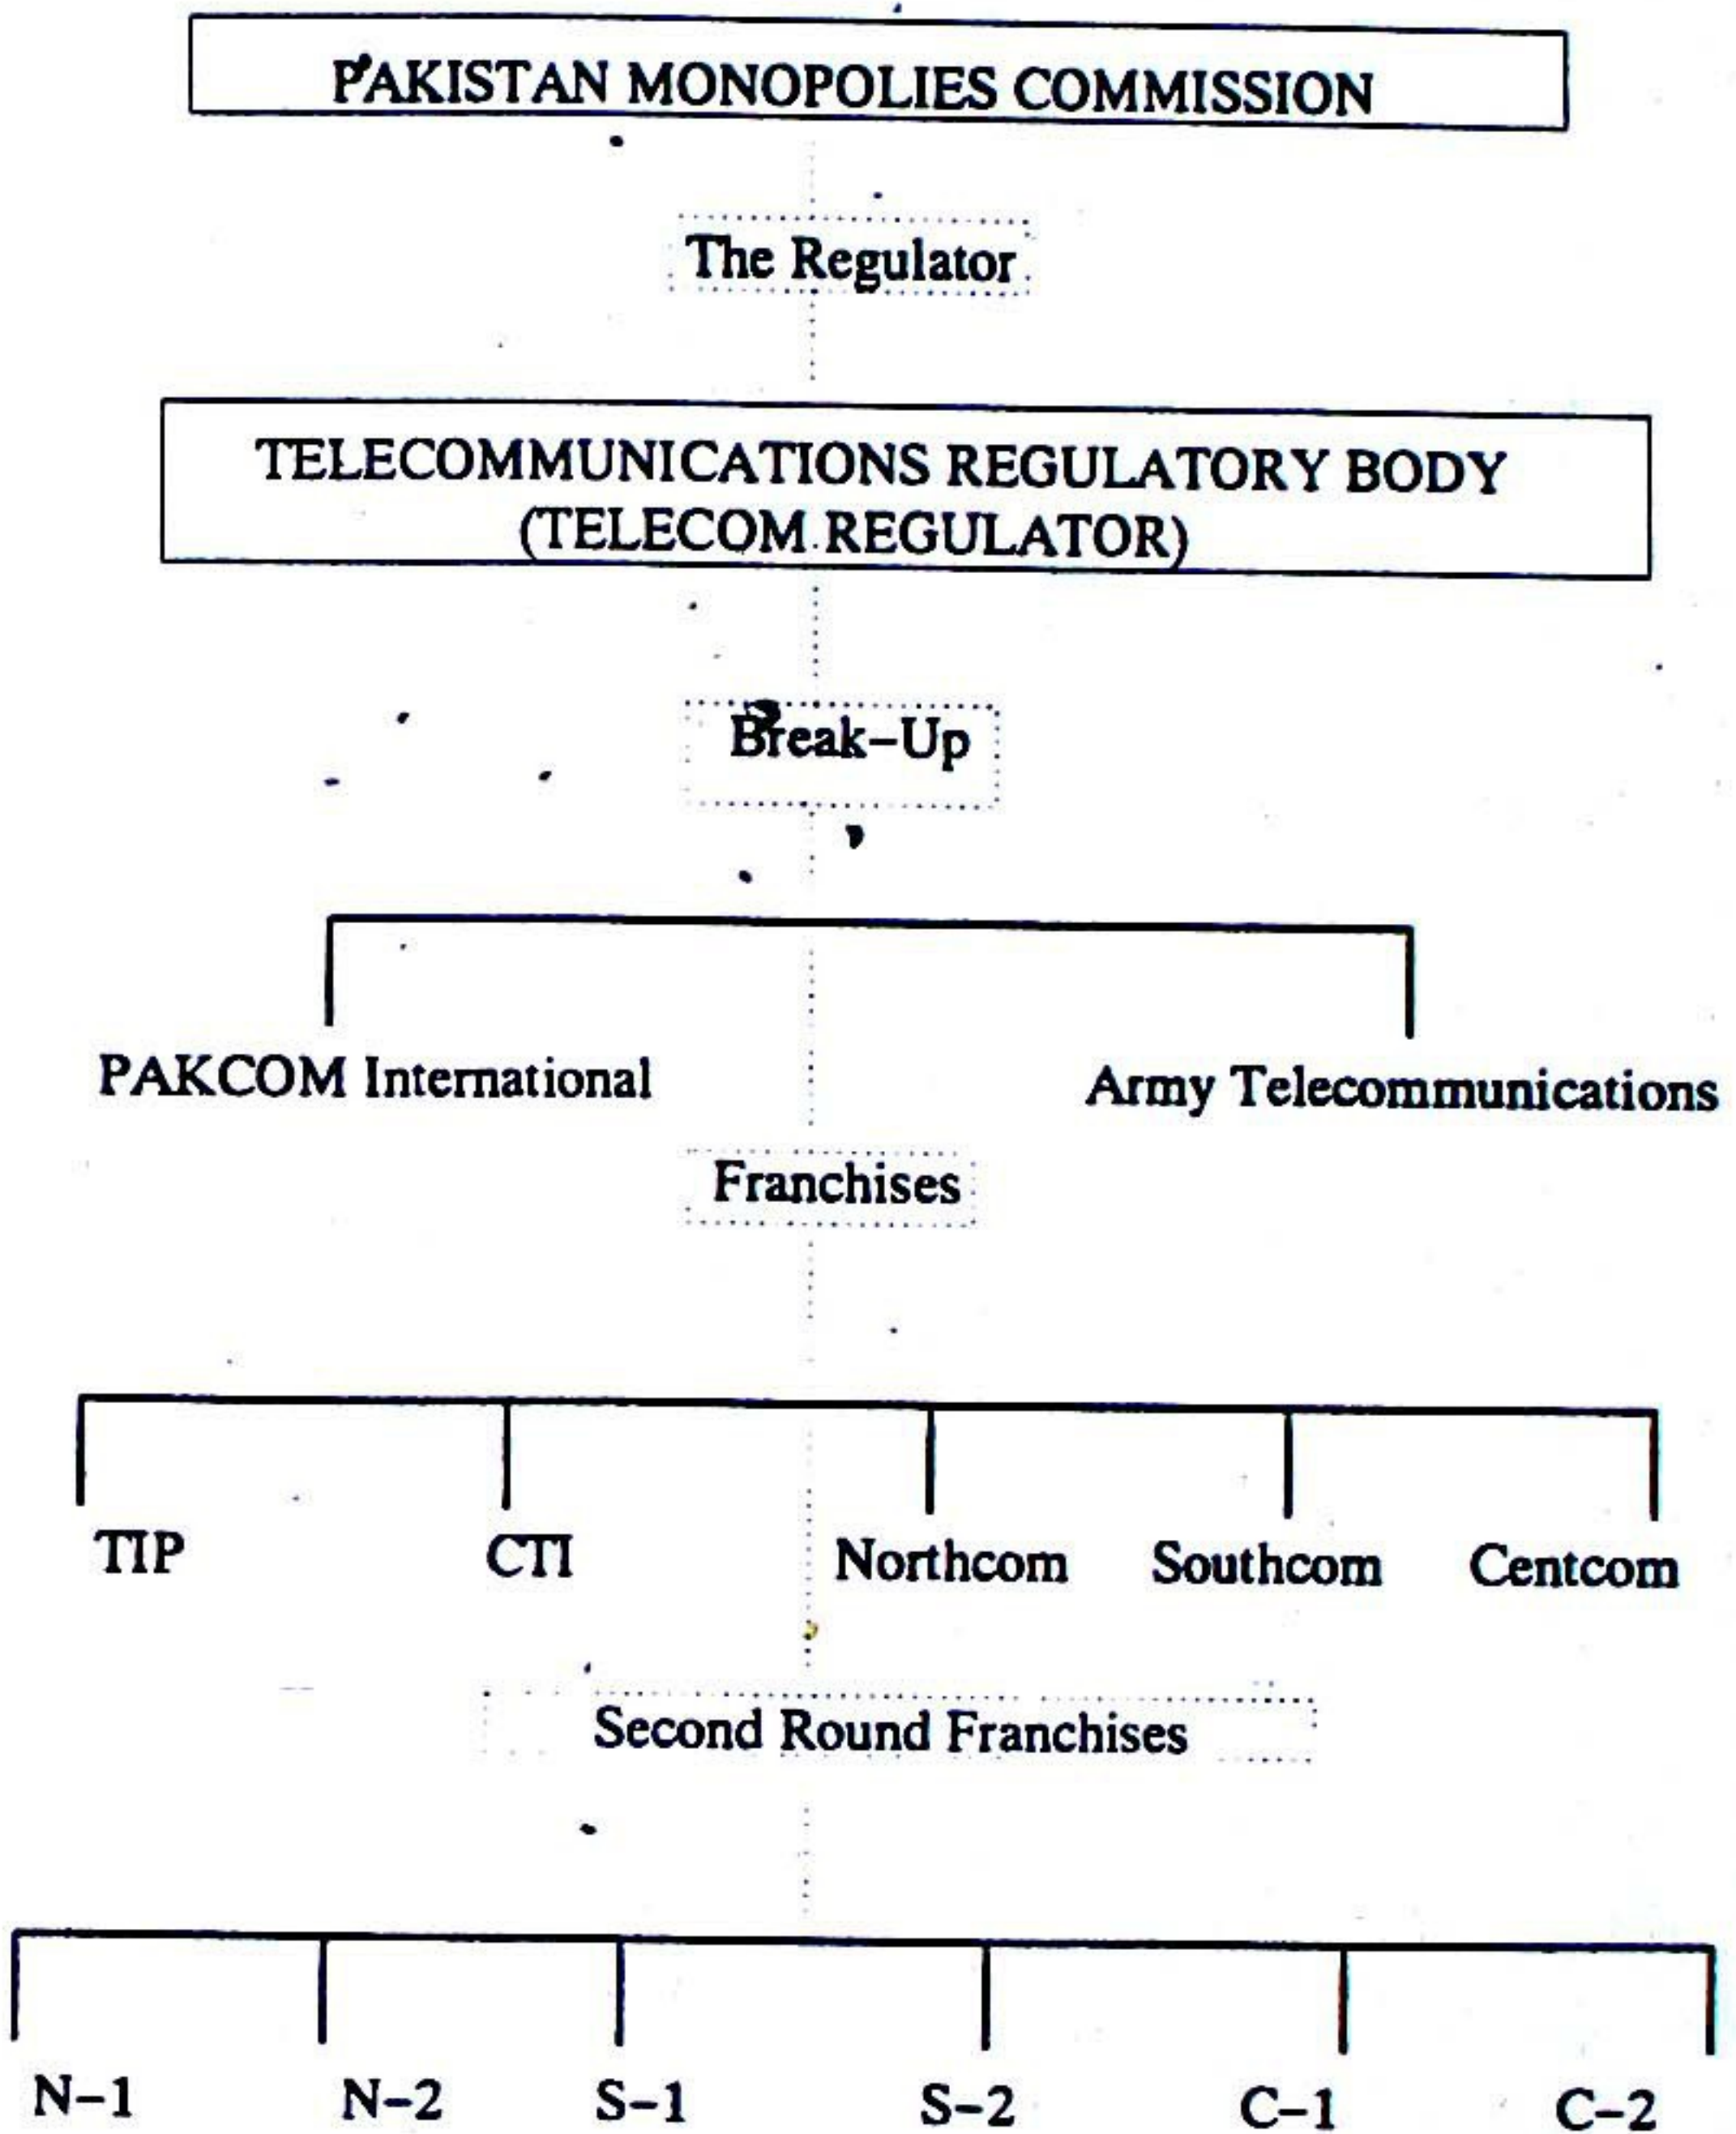 PAKISTAN MONOPOLIES COMMISSION
The Regulator
TELECOMMUNICATIONS REGULATORY BODY
(TELECOM REGULATOR)
Break-Up
PAKCOM International
Army Telecommunications
Franchises
TIP
CTI
Northcom
Southcom
Centcom
Second Round Franchises
N-1
N-2
S-1
S-2
C-1
C-2